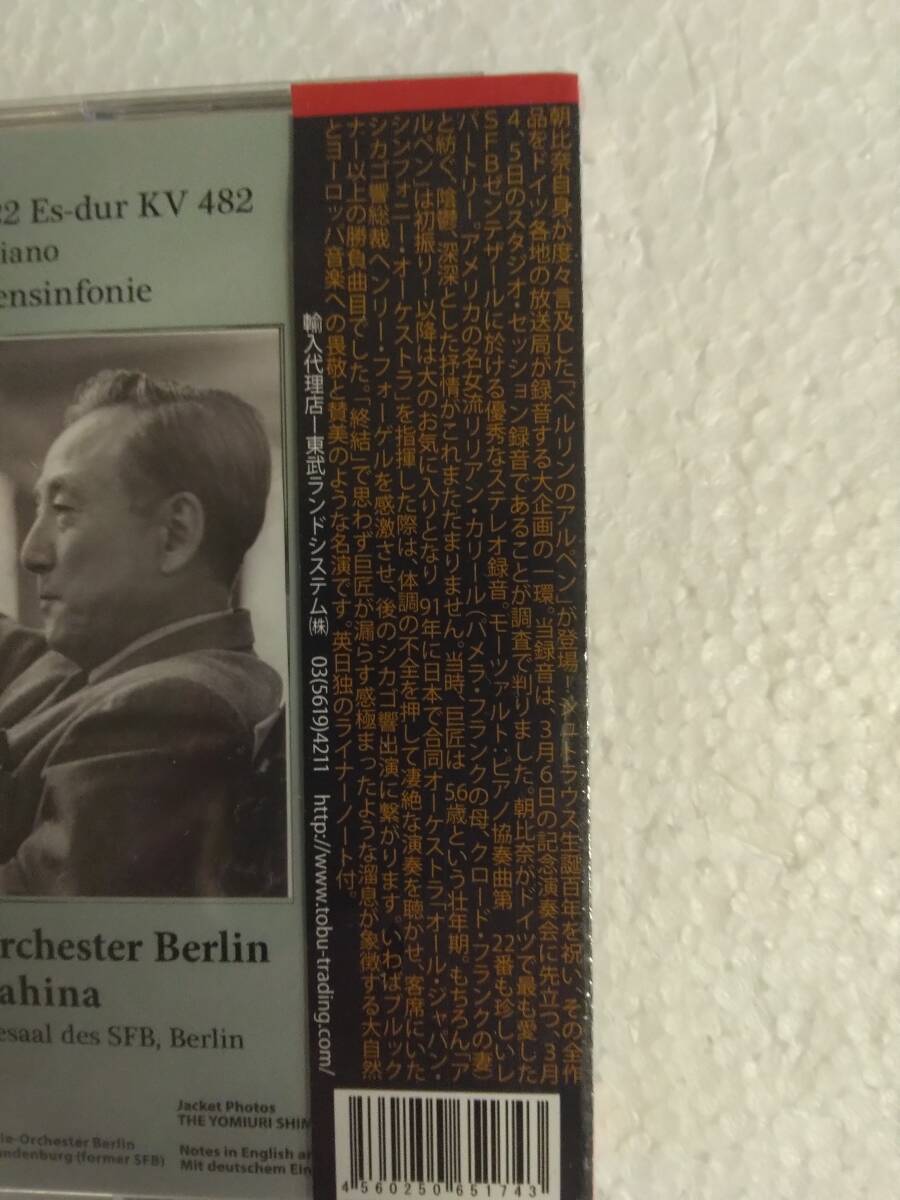 22 Es-dur KV 482
iano
ensinfonie
rchester Berlin
ahina
esaal des SFB, Berlin
Jacket Photos
THE YOMIURI SHIM
ie-Orchester Berlin
ndenburg (former SFB)
Notes in English an
Mit deutschem Ein
朝比奈自身が度々言及した「ベルリンのアルペン」が登場！シュトラウス生誕百年を祝い、その全作
品をドイツ各地の放送局が録音する大企画の一環。当録音は、3月6日の記念演奏会に先立つ、3月
4、5日のスタジオ・セッション録音であることが調査で判りました。朝比奈がドイツで最も愛した
SFBゼンデザールに於ける優秀なステレオ録音。モーツァルト：ピアノ協奏曲第22番も珍しいレ
パートリー。アメリカの名女流リリアン・カリール（パメラ・フランクの母、クロード・フランクの妻）
と紡ぐ、陰鬱、深深とした抒情がこれまたたまりません。当時、巨匠は56歳という壮年期。もちろん「ア
ルペン」は初振り！以降は大のお気に入りとなり、91年に日本で合同オーケストラ「オール・ジャパン・
シンフォニー・オーケストラ」を指揮した際は、体調の不全を押して凄絶な演奏を聴かせ、客席にいた
シカゴ響総裁ヘンリー・フォーゲルを感激させ、後のシカゴ響出演に繋がります。いわばブルック
ナー以上の勝負曲目でした。「終結」で思わず巨匠が漏らす感極まったような溜息が象徴する大自然
とヨーロッパ音楽への畏敬と賛美のような名演です。英日独のライナーノート付。
輸入代理店ー東武ランドシステム㈱ 03(5619)4211 http://www.tobu-trading.com/
4560250651743